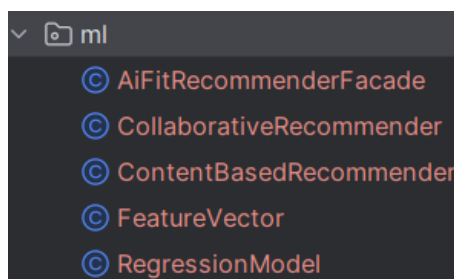 ml
AiFitRecommenderFacade
CollaborativeRecommender
ContentBasedRecommender
FeatureVector
RegressionModel